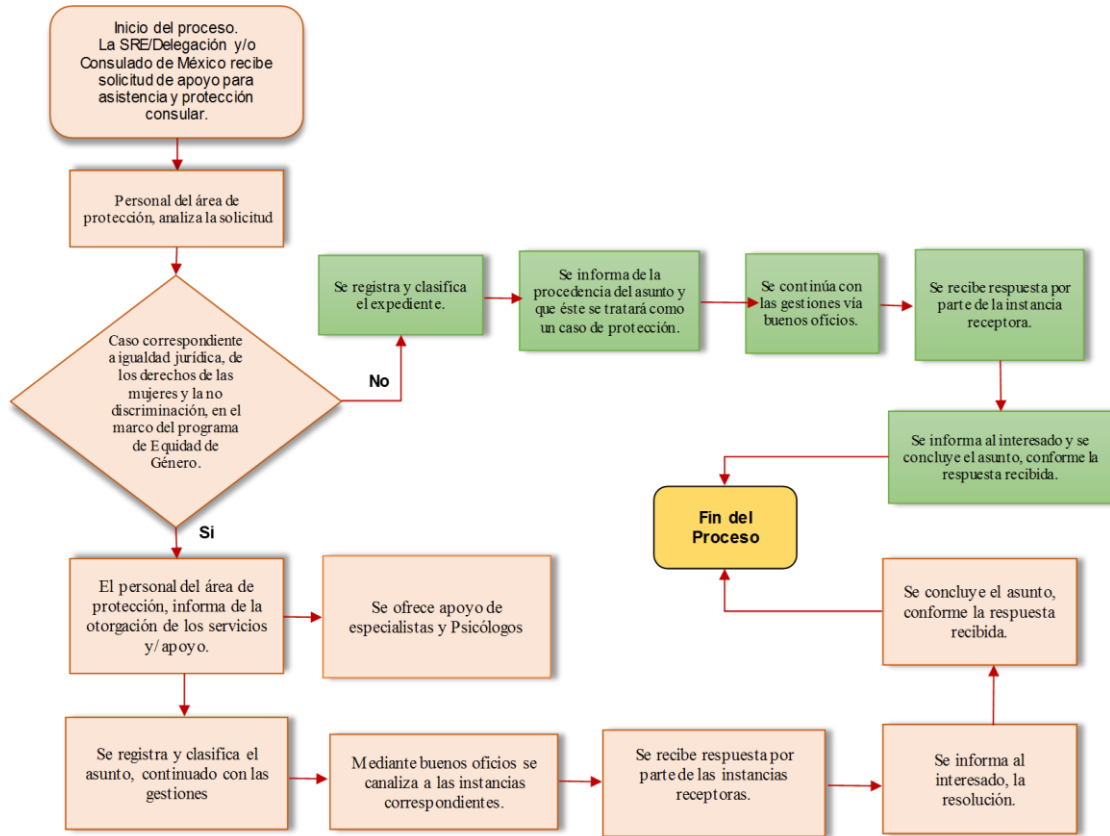 Inicio del proceso.
La SRE/Delegación y/o
Consulado de México recibe
solicitud de apoyo para
asistencia y protección
consular.
Personal del área de
protección, analiza la solicitud
Caso correspondiente
a igualdad jurídica, de
los derechos de las
mujeres y la no
discriminación, en el
marco del programa
de Equidad de
Género.
No
Se registra y clasifica
el expediente.
Se informa de la
procedencia del asunto y
que éste se tratará como
un caso de protección.
Se continúa con
las gestiones vía
buenos oficios.
Se recibe respuesta por
parte de la instancia
receptora.
Se informa al interesado y se
concluye el asunto, conforme la
respuesta recibida.
Fin del
Proceso
Si
El personal del área de
protección, informa de la
otorgación de los servicios
y/ apoyo.
Se ofrece apoyo de
especialistas y Psicólogos
Se registra y clasifica el
asunto, continuado con las
gestiones
Mediante buenos oficios se
canaliza a las instancias
correspondientes.
Se recibe respuesta por
parte de las instancias
receptoras.
Se informa al
interesado, la
resolución.
Se concluye el asunto,
conforme la respuesta
recibida.